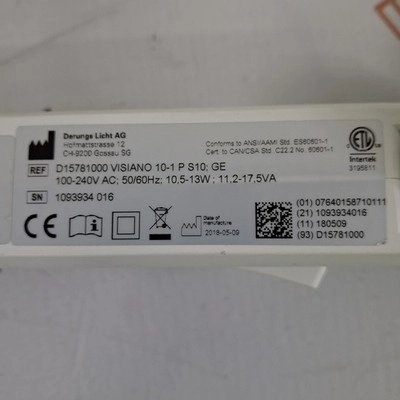 Derungs Licht AG
Hofmattstrasse 12
CH-9200 Gossau SG
Conforms to ANSI/AAMI Std. ES60601-1
Cert. to CAN/CSA Std. C22.2 No. 60601-1
ETL
Intertek
3195811
REF D15781000 VISIANO 10-1 P S10; GE
100-240V AC; 50/60Hz; 10,5-13W; 11,2-17,5VA
SN 1093934 016
CE
Date of manufacture
2018-05-09
(01) 07640158710111
(21) 1093934016
(11) 180509
(93) D15781000